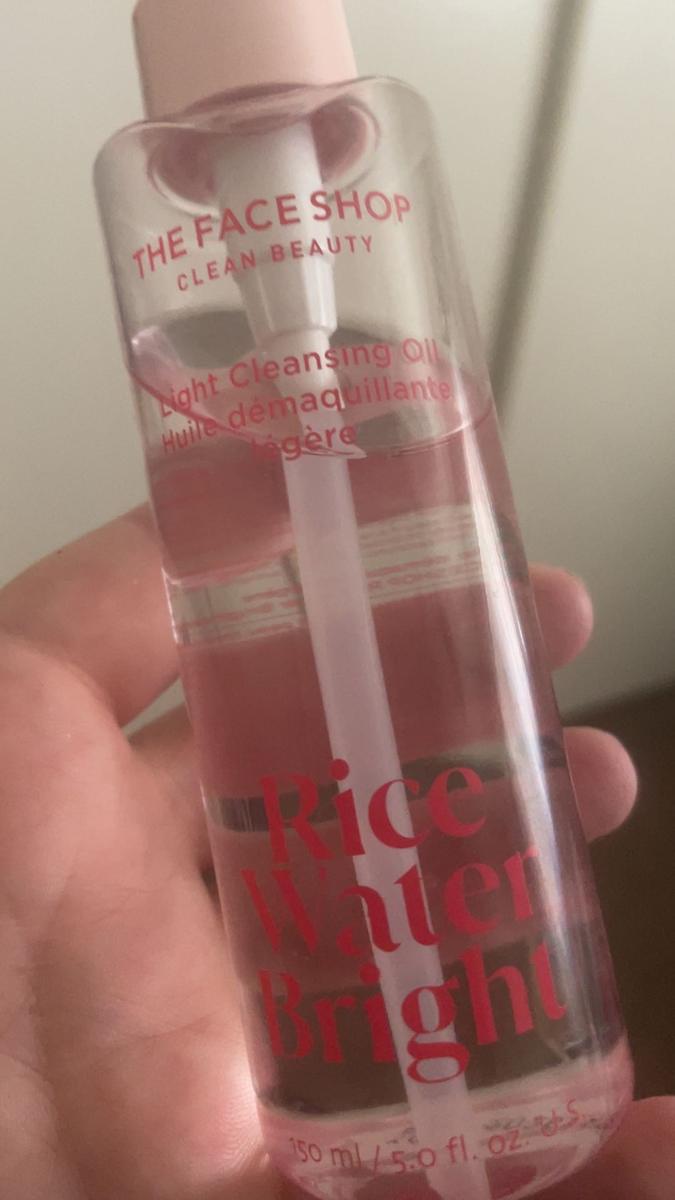 THE FACE SHOP
CLEAN BEAUTY
Light Cleansing Oil
Huile démaquillante
légère
Rice
Water
Bright
150 ml / 5.0 fl. oz. U.S.